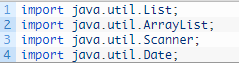 1 import java.util.List;
2 import java.util.ArrayList;
3 import java.util.Scanner;
4 import java.util.Date;